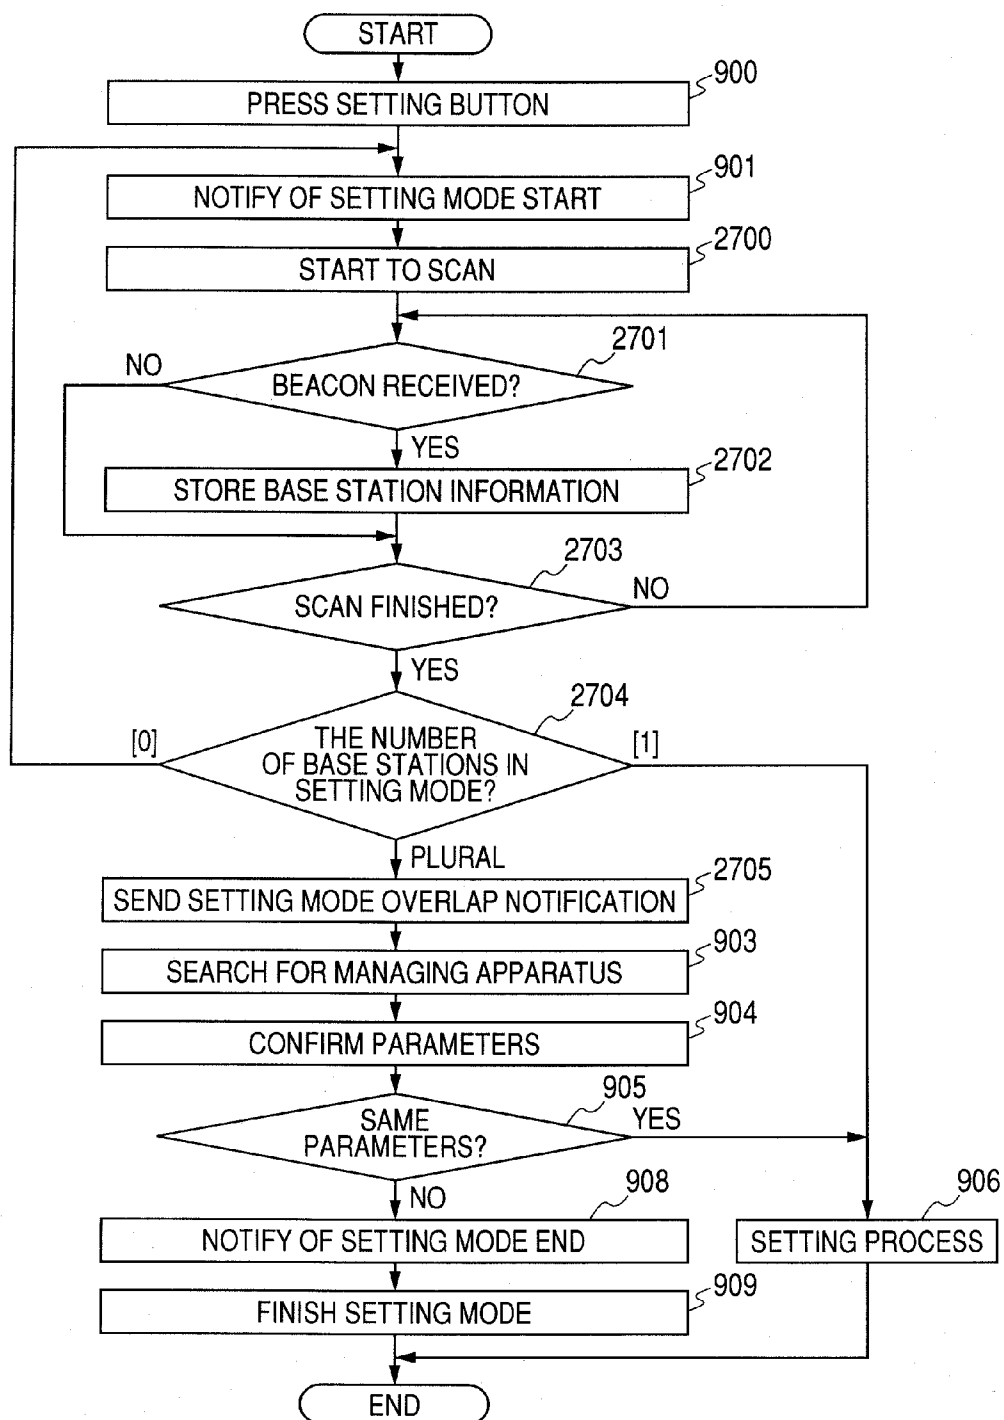 START
900
PRESS SETTING BUTTON
901
NOTIFY OF SETTING MODE START
2700
START TO SCAN
2701
NO
BEACON RECEIVED?
YES
2702
STORE BASE STATION INFORMATION
2703
NO
SCAN FINISHED?
YES
2704
[0]
[1]
THE NUMBER
OF BASE STATIONS IN
SETTING MODE?
PLURAL
2705
SEND SETTING MODE OVERLAP NOTIFICATION
903
SEARCH FOR MANAGING APPARATUS
904
CONFIRM PARAMETERS
905
YES
SAME
PARAMETERS?
NO
908
906
NOTIFY OF SETTING MODE END
SETTING PROCESS
909
FINISH SETTING MODE
END